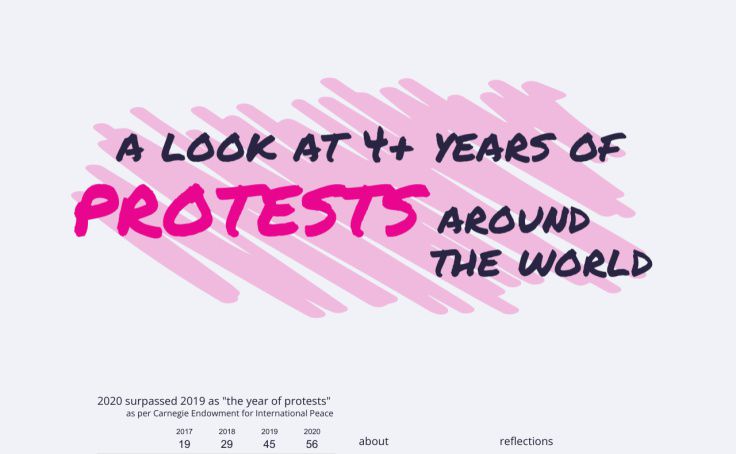 A LOOK AT 4+ YEARS OF
PROTESTS AROUND
THE WORLD
2020 surpassed 2019 as "the year of protests"
as per Carnegie Endowment for International Peace
2017 2018 2019 2020
19 29 45 56
about reflections